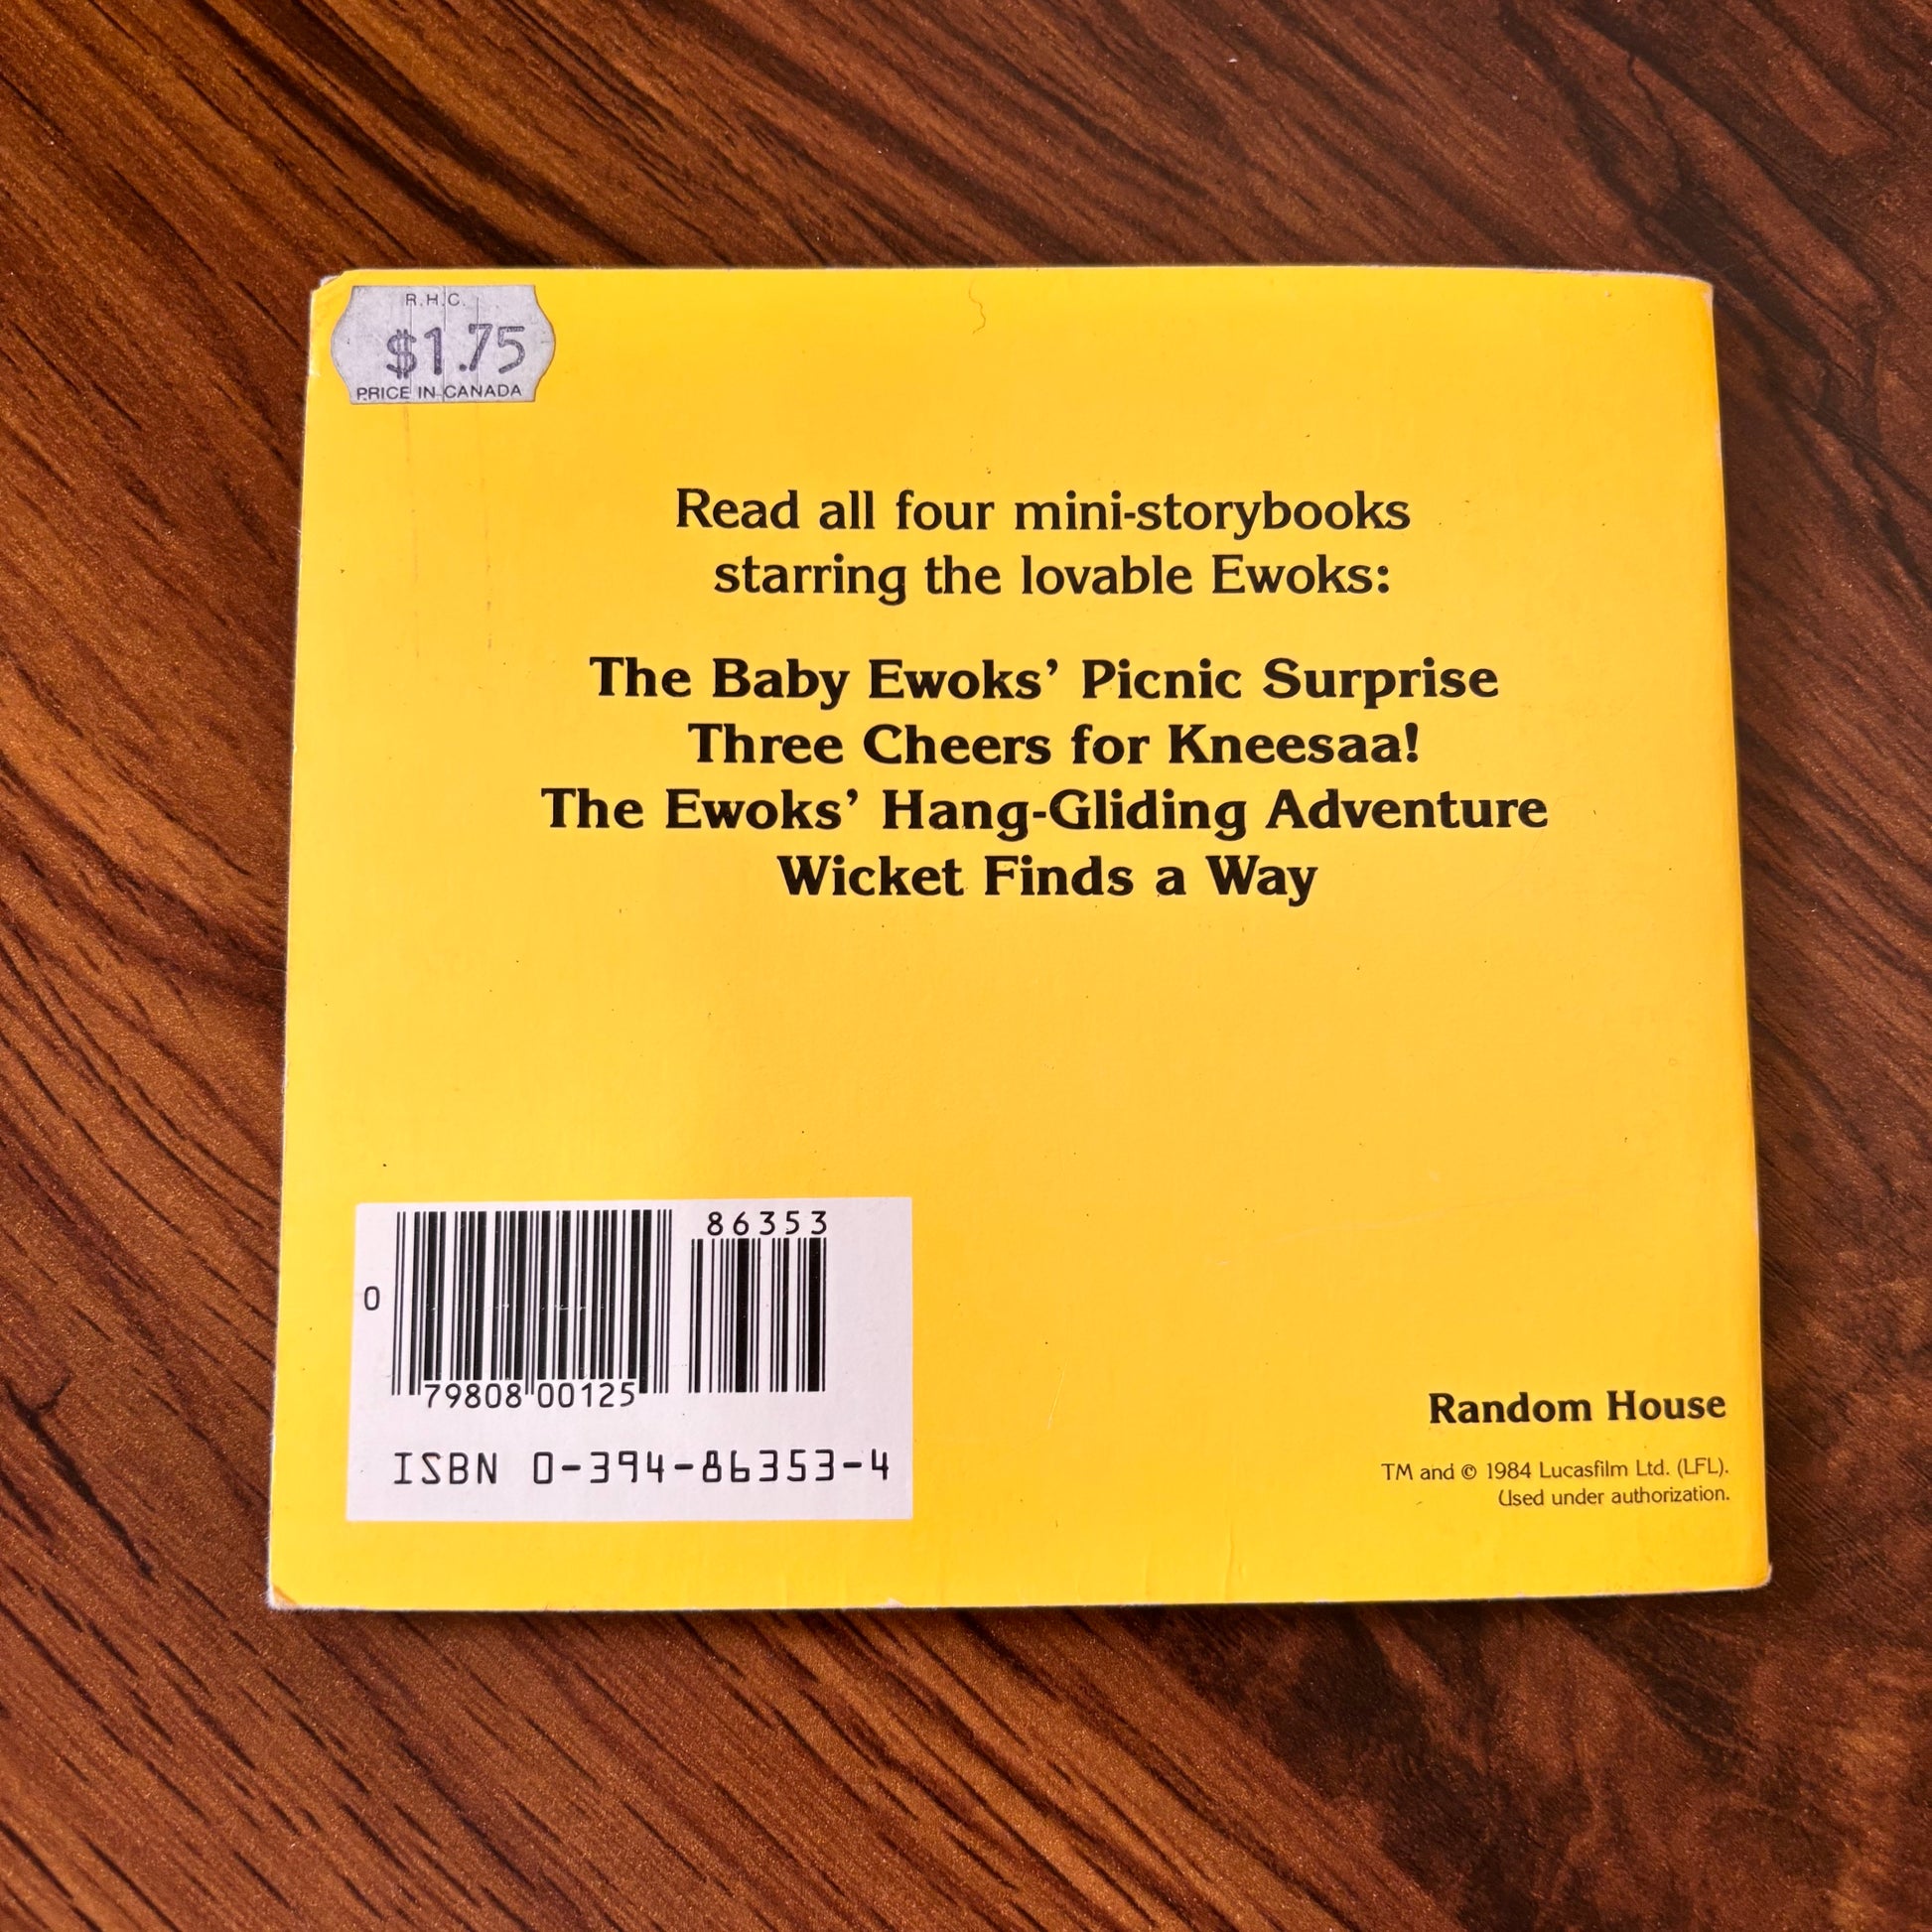 R.H.C.
$1.75
PRICE IN CANADA
Read all four mini-storybooks
starring the lovable Ewoks:
The Baby Ewoks’ Picnic Surprise
Three Cheers for Kneesaa!
The Ewoks’ Hang-Gliding Adventure
Wicket Finds a Way
86353
0
79808 00125
ISBN 0-394-86353-4
Random House
TM and © 1984 Lucasfilm Ltd. (LFL).
Used under authorization.